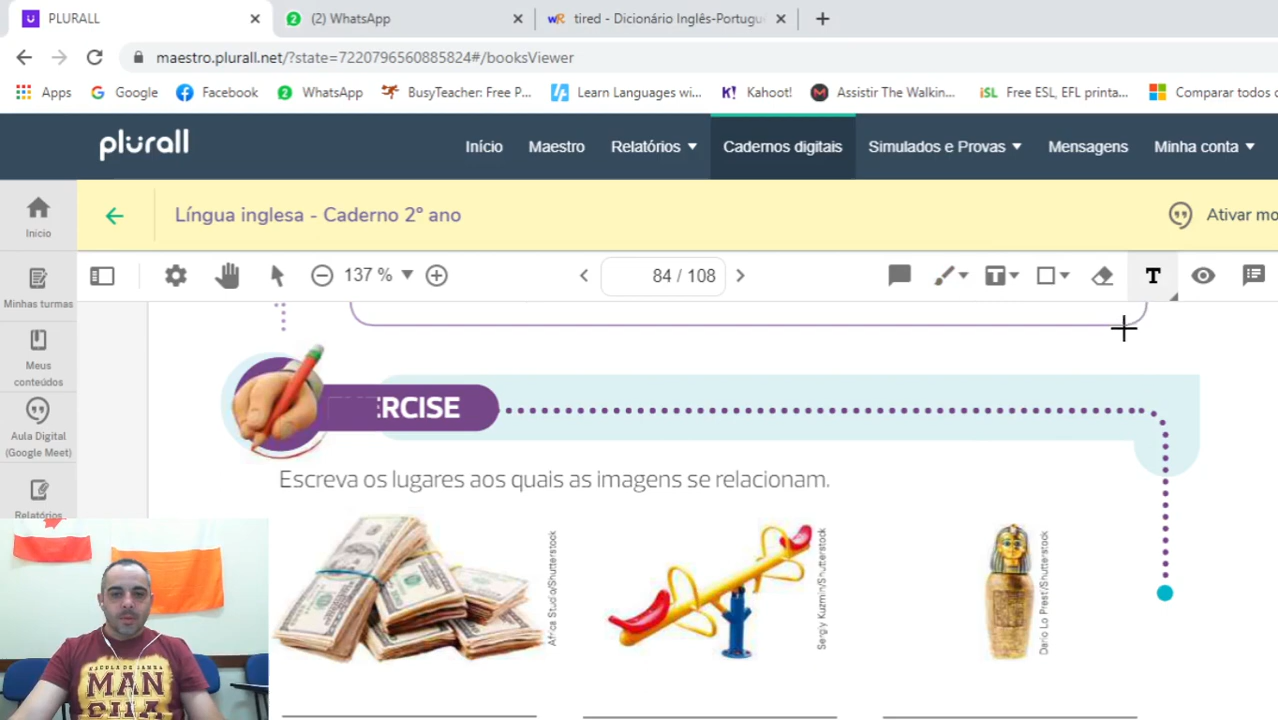 PLURALL
(2) WhatsApp
tired - Dicionário Inglês-Portugu
maestro.plurall.net/?state=7220796560885824#/booksViewer
Apps Google Facebook WhatsApp BusyTeacher: Free P... Learn Languages wi... Kahoot! Assistir The Walkin... Free ESL, EFL printa... Comparar todos o
plurall Início Maestro Relatórios Cadernos digitais Simulados e Provas Mensagens Minha conta
Inicio
Língua inglesa - Caderno 2º ano
Ativar mo
Minhas turmas
137 %
84 / 108
T
Meus
conteúdos
Aula Digital
(Google Meet)
Relatórios
ERCISE
Escreva os lugares aos quais as imagens se relacionam.
Africa Studio/Shutterstock
Sergiy Kuzmin/Shutterstock
Dario Lo Presti/Shutterstock
MAN